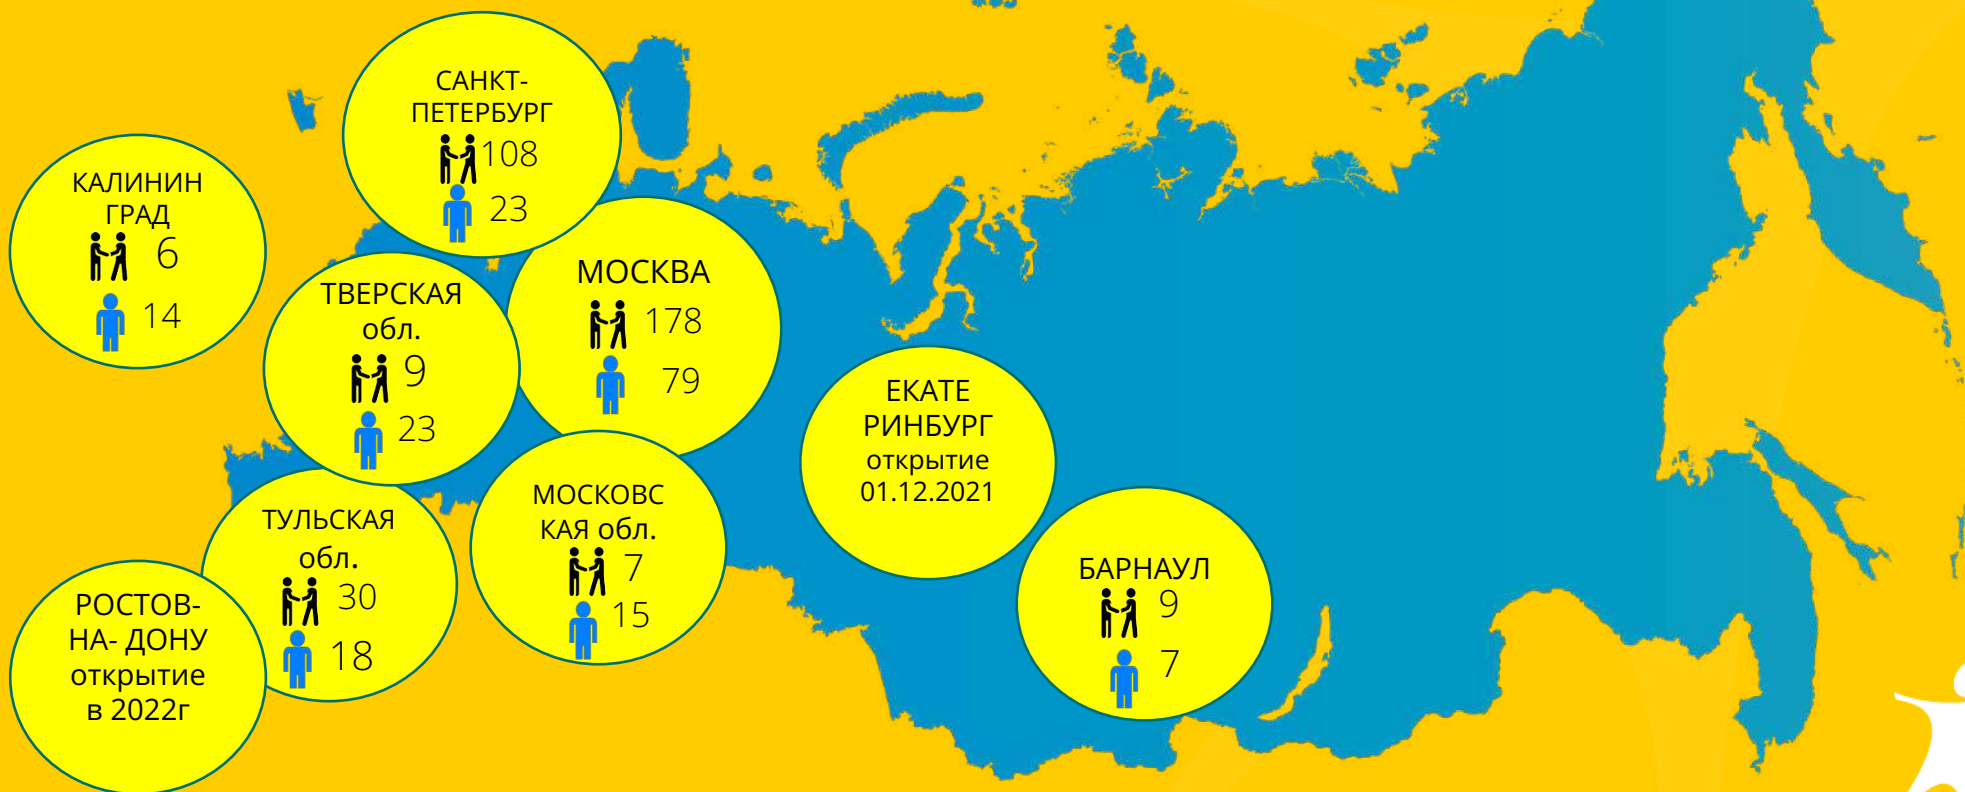 САНКТ-
ПЕТЕРБУРГ
108
23
КАЛИНИН
ГРАД
6
14
МОСКВА
178
79
ТВЕРСКАЯ
обл.
9
23
ЕКАТЕ
РИНБУРГ
открытие
01.12.2021
МОСКОВС
КАЯ обл.
7
15
ТУЛЬСКАЯ
обл.
30
18
БАРНАУЛ
9
7
РОСТОВ-
НА- ДОНУ
открытие
в 2022г